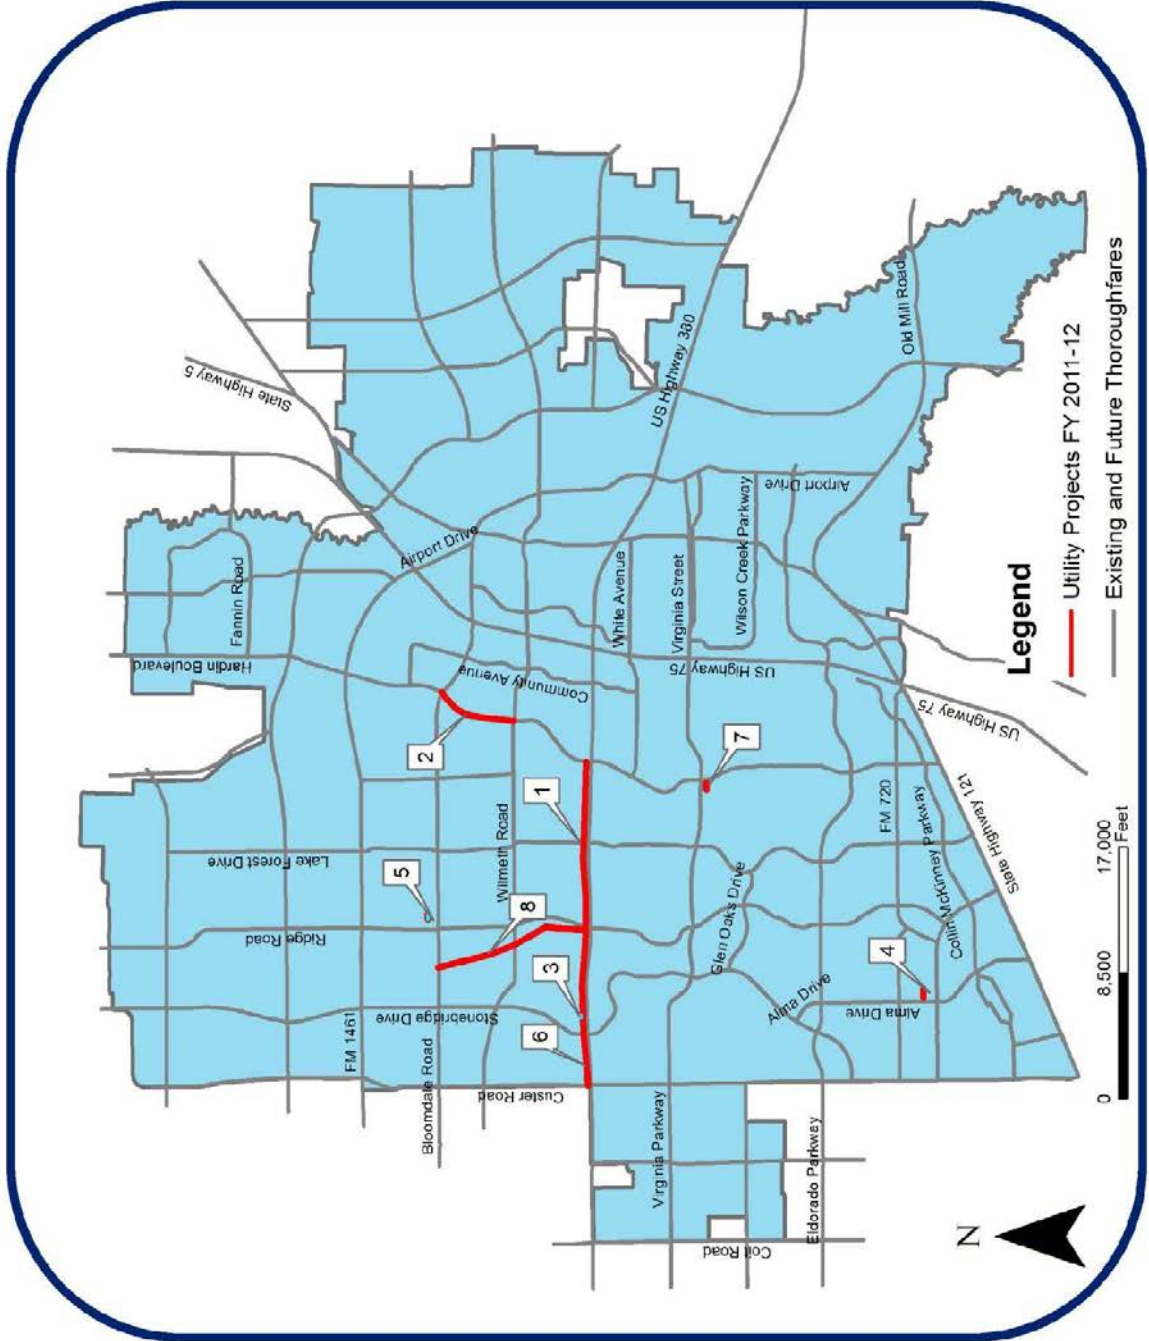 State Highway 5
Fannin Road
Hardin Boulevard
Airport Drive
US Highway 380
Old Mill Road
Airport Drive
Wilson Creek Parkway
Virginia Street
White Avenue
Community Avenue
US Highway 75
US Highway 75
2
7
1
Wilmeth Road
Lake Forest Drive
5
8
Ridge Road
3
Glen Oaks Drive
FM 720
Collin McKinney Parkway
State Highway 121
4
Alma Drive
Alma Drive
Stonebridge Drive
6
FM 1461
Bloomdale Road
Custer Road
Virginia Parkway
Eldorado Parkway
Coit Road
N
Legend
Utility Projects FY 2011-12
Existing and Future Thoroughfares
0 8,500 17,000
Feet